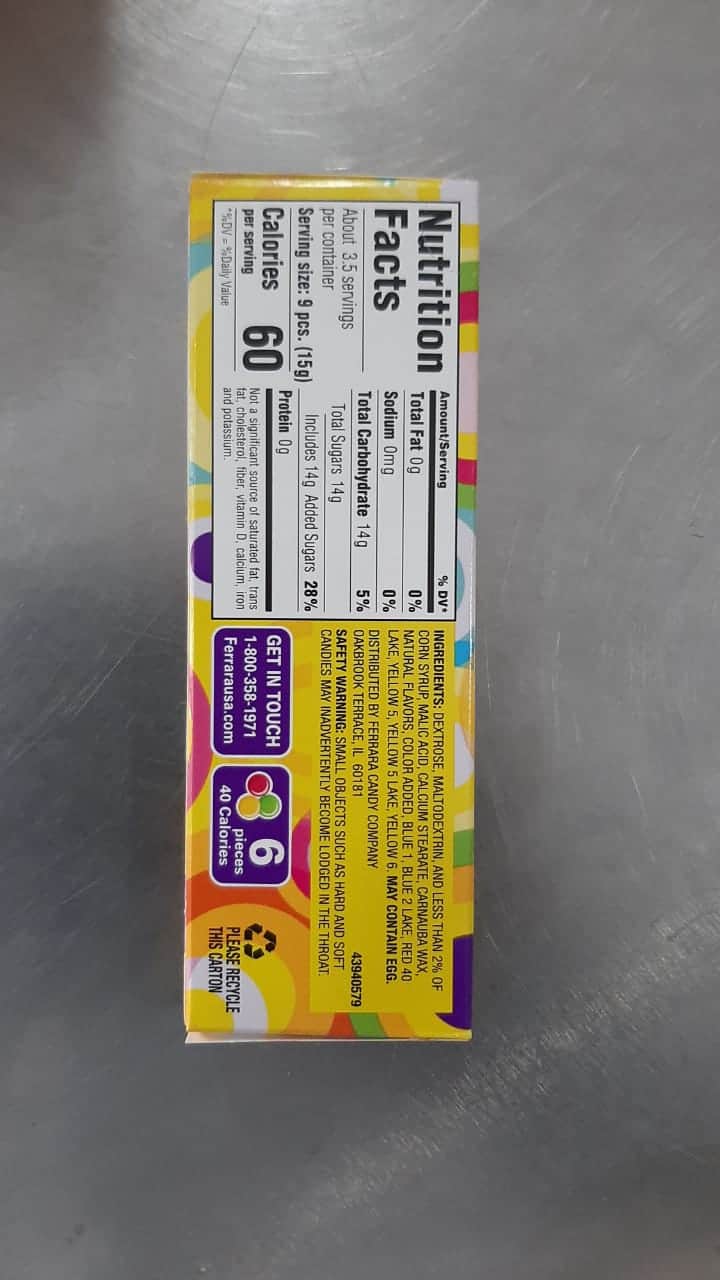 Nutrition
Facts
About 3.5 servings
per container
Serving size: 9 pcs. (15g)
Calories 60
per serving
*%DV = %Daily Value
Amount/Serving % DV*
Total Fat 0g 0%
Sodium 0mg 0%
Total Carbohydrate 14g 5%
Total Sugars 14g
Includes 14g Added Sugars 28%
Protein 0g
Not a significant source of saturated fat, trans
fat, cholesterol, fiber, vitamin D, calcium, iron
and potassium.
INGREDIENTS: DEXTROSE, MALTODEXTRIN, AND LESS THAN 2% OF
CORN SYRUP, MALIC ACID, CALCIUM STEARATE, CARNAUBA WAX,
NATURAL FLAVORS, COLOR ADDED, BLUE 1, BLUE 2 LAKE, RED 40
LAKE, YELLOW 5, YELLOW 5 LAKE, YELLOW 6. MAY CONTAIN EGG.
DISTRIBUTED BY FERRARA CANDY COMPANY
OAKBROOK TERRACE, IL 60181 43940579
SAFETY WARNING: SMALL OBJECTS SUCH AS HARD AND SOFT
CANDIES MAY INADVERTENTLY BECOME LODGED IN THE THROAT.
GET IN TOUCH
1-800-358-1971
Ferrarausa.com
6
pieces
40 Calories
PLEASE RECYCLE
THIS CARTON